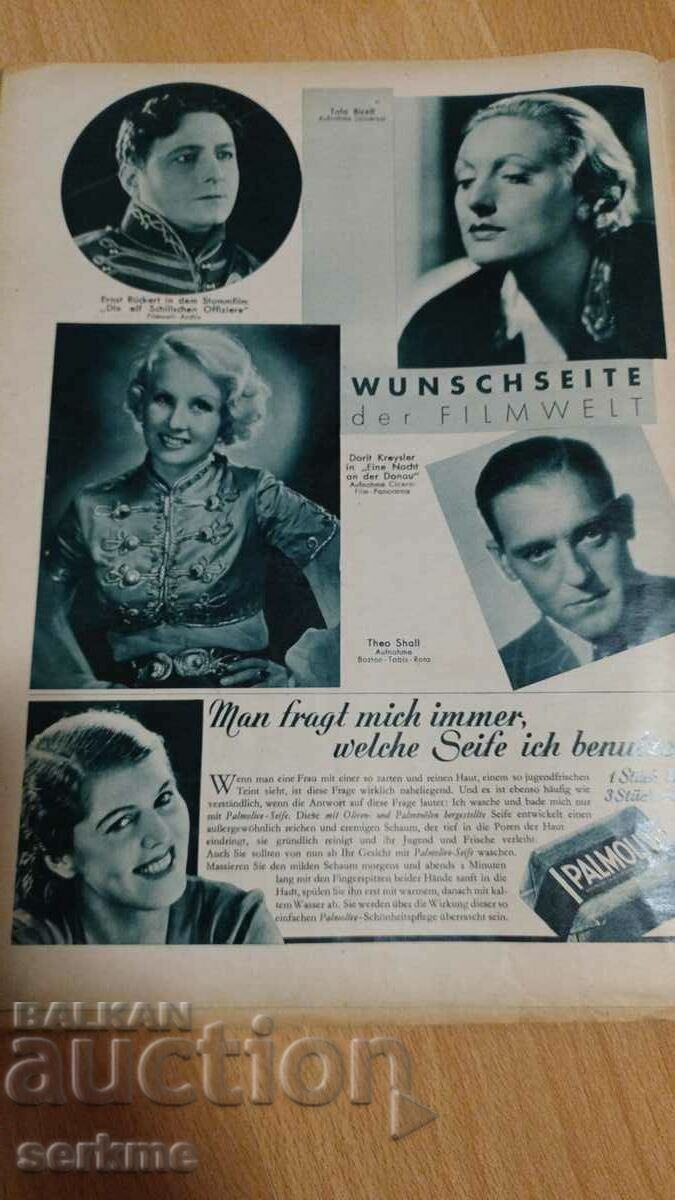 Tala Birell
Aufnahme Universal
Ernst Rückert in dem Stummfilm:
„Die elf Schillschen Offiziere“
Filmwelt-Archiv
WUNSCHSEITE
der FILMWELT
Dorit Kreysler
in „Eine Nacht
an der Donau“
Aufnahme Cicero-
Film-Panorama
Theo Shall
Aufnahme
Boston-Tobis-Rota
Man fragt mich immer,
welche Seife ich
Wenn man eine Frau mit einer so zarten und reinen Haut, einem so jugendfrischen
Teint sieht, ist diese Frage wirklich naheliegend. Und es ist ebenso häufig wie
verständlich, wenn die Antwort auf diese Frage lautet: Ich wasche und bade mich nur
mit Palmolive-Seife. Diese mit Oliven- und Palmenölen hergestellte Seife entwickelt einen
außergewöhnlich reichen und cremigen Schaum, der tief in die Poren der Haut
eindringt, sie gründlich reinigt und ihr Jugend und Frische verleiht.
Auch Sie sollten von nun ab Ihr Gesicht mit Palmolive-Seife waschen.
Massieren Sie den milden Schaum morgens und abends 2 Minuten
lang mit den Fingerspitzen beider Hände sanft in die
Haut, spülen Sie ihn erst mit warmem, danach mit kal-
tem Wasser ab. Sie werden über die Wirkung dieser so
einfachen Palmolive-Schönheitspflege überrascht sein.
1 Stück
3 Stück
PALMOLI
BALKAN
auction
serkme